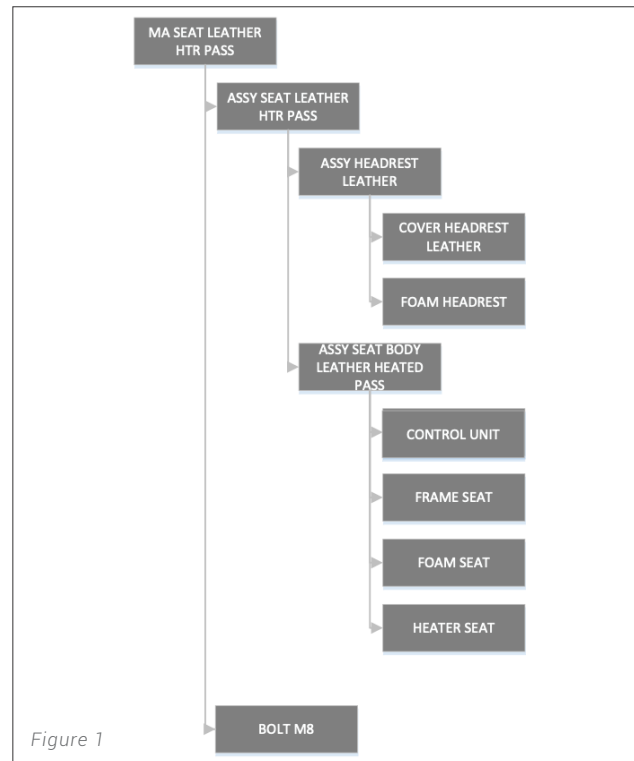 MA SEAT LEATHER
HTR PASS
ASSY SEAT LEATHER
HTR PASS
ASSY HEADREST
LEATHER
COVER HEADREST
LEATHER
FOAM HEADREST
ASSY SEAT BODY
LEATHER HEATED
PASS
CONTROL UNIT
FRAME SEAT
FOAM SEAT
HEATER SEAT
BOLT M8
Figure 1